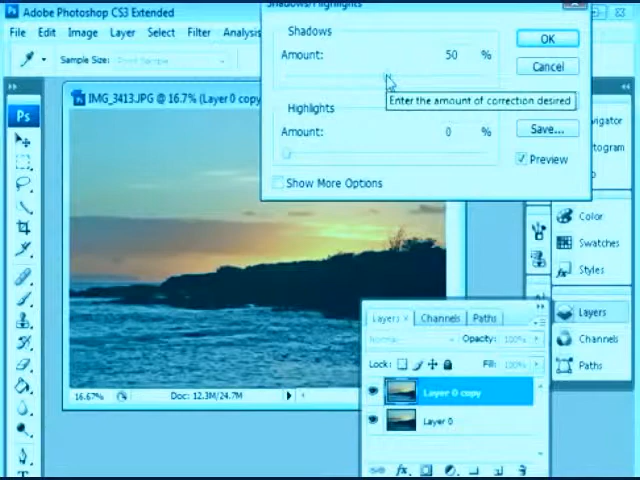 Adobe Photoshop CS3 Extended
Shadows/Highlights
File Edit Image Layer Select Filter Analysis
Sample Size:
Shadows
Amount: 50 %
OK
Cancel
Enter the amount of correction desired
Highlights
Amount: 0 %
Save...
Preview
Show More Options
Ps
IMG_3413.JPG @ 16.7% (Layer 0 copy
Color
Swatches
Styles
Layers
Channels
Paths
Layers × Channels Paths
Normal Opacity: 100%
Lock: Fill: 100%
Layer 0 copy
Layer 0
16.67% Doc: 12.3M/24.7M
fx